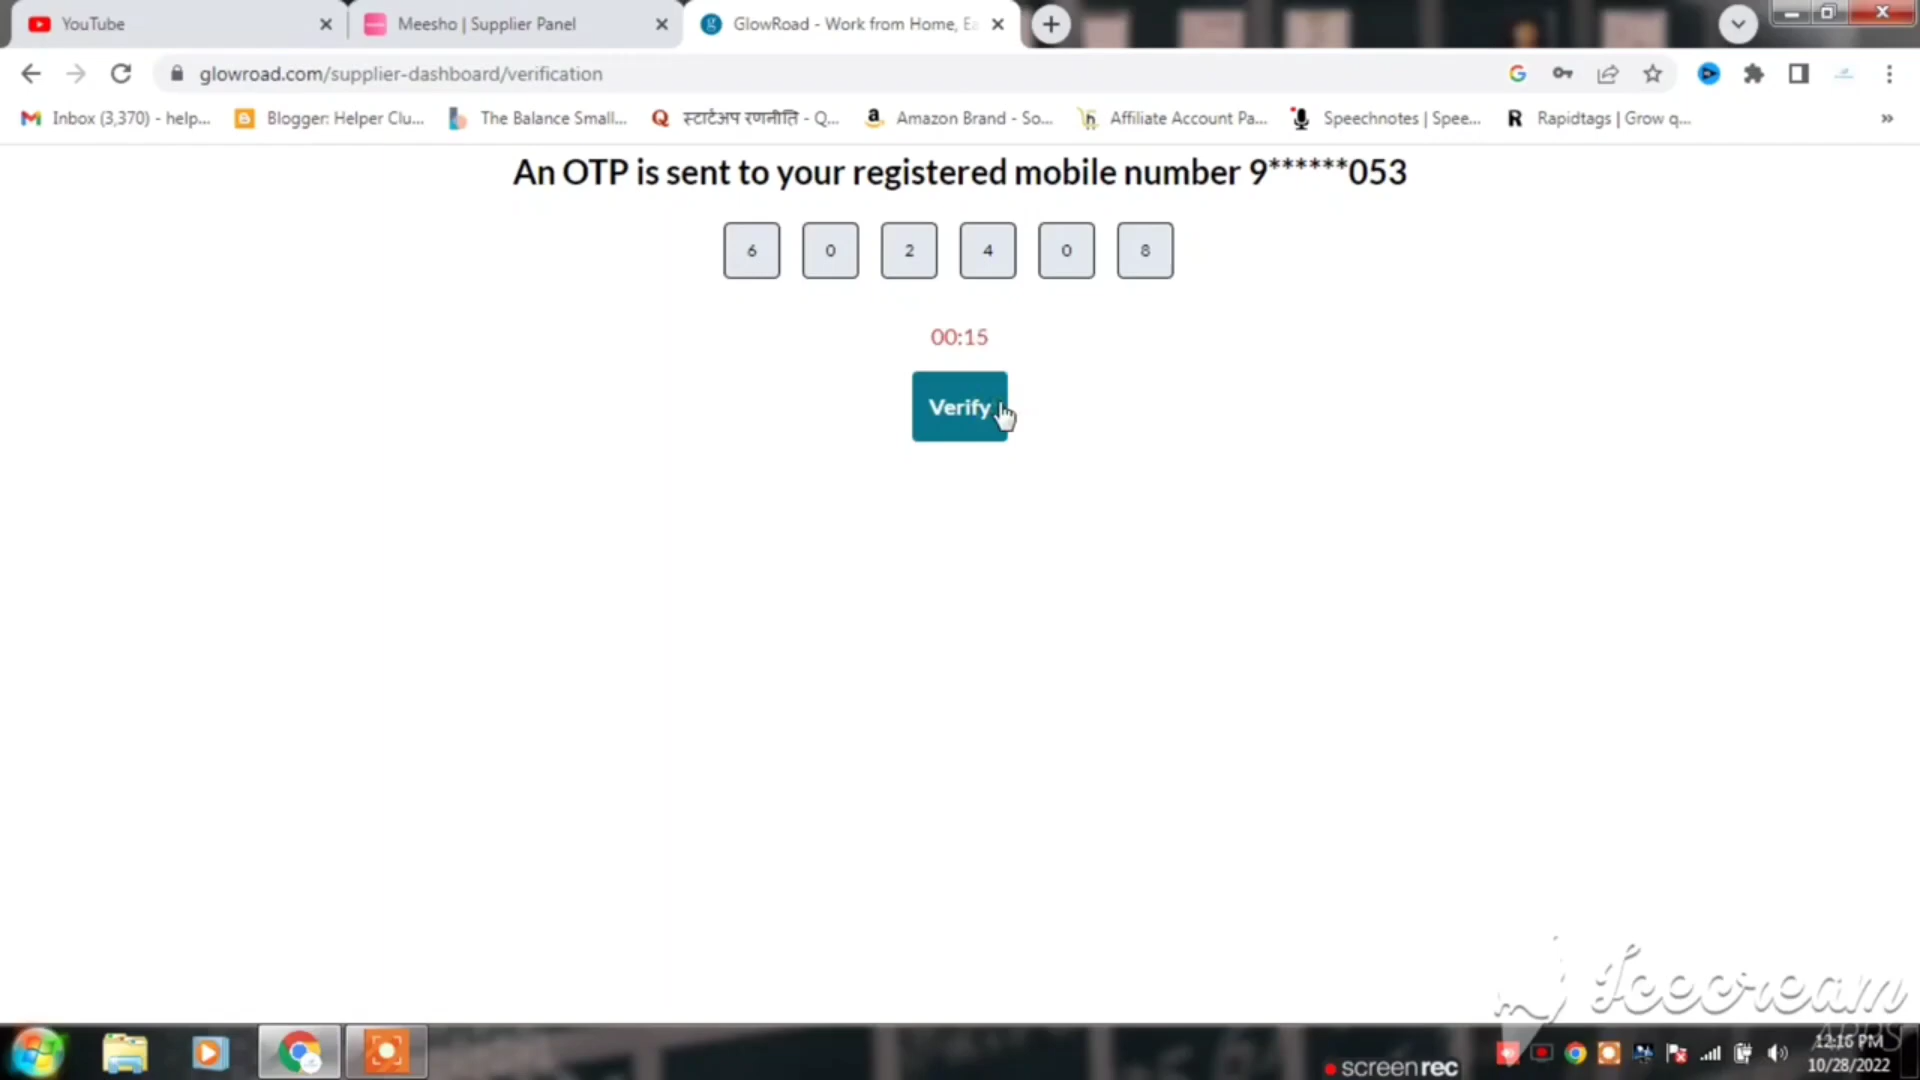 YouTube
Meesho | Supplier Panel
GlowRoad - Work from Home, Ea
glowroad.com/supplier-dashboard/verification
Inbox (3,370) - help...
Blogger: Helper Clu...
The Balance Small...
स्टार्टअप रणनीति - Q...
Amazon Brand - So...
Affiliate Account Pa...
Speechnotes | Spee...
Rapidtags | Grow q...
An OTP is sent to your registered mobile number 9******053
6 0 2 4 0 8
00:15
Verify
Icecream
APPS
screenrec
12:16 PM
10/28/2022